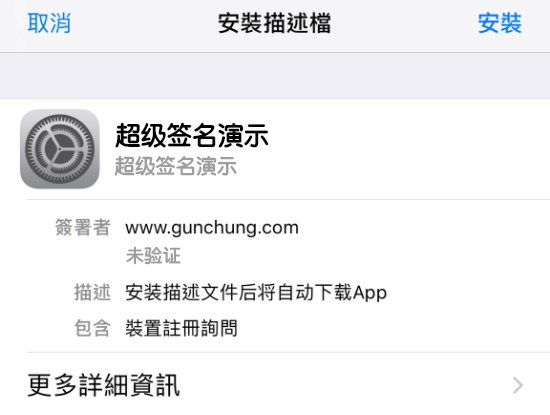 取消 安裝描述檔 安裝
超级签名演示
超级签名演示
簽署者 www.gunchung.com
未验证
描述 安装描述文件后将自动下载App
包含 裝置註冊詢問
更多詳細資訊